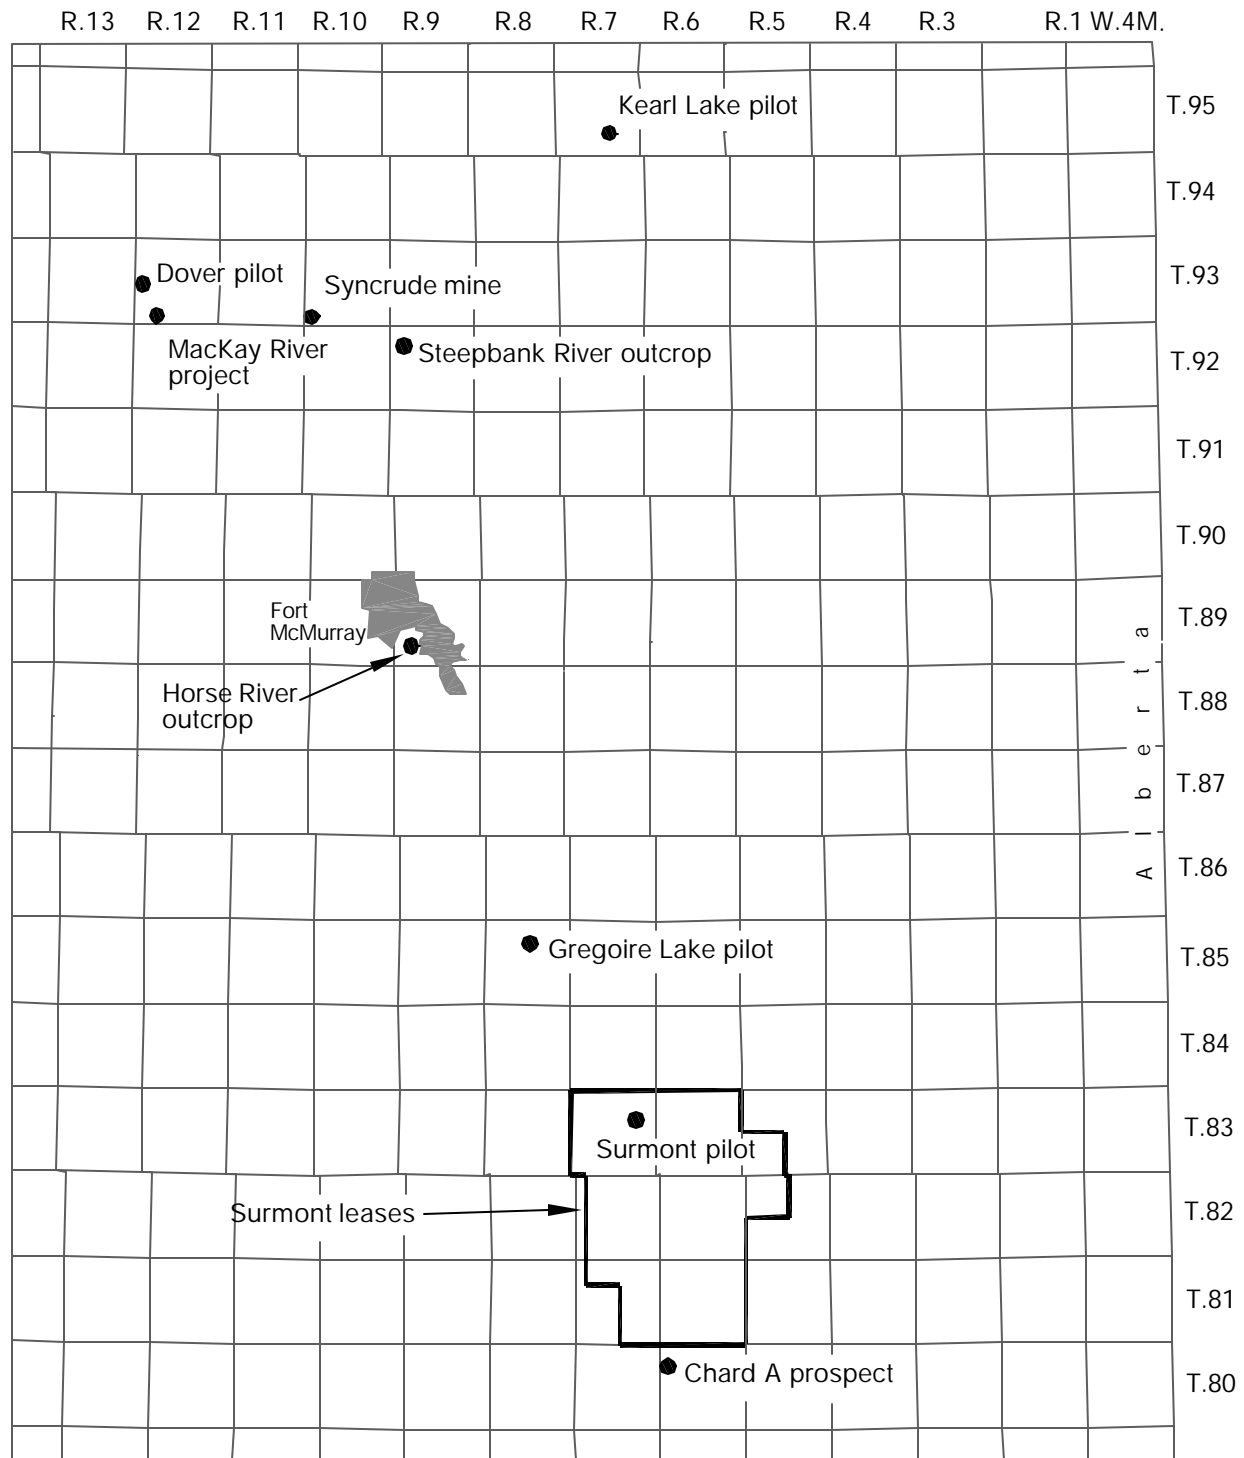 R.13 R.12 R.11 R.10 R.9 R.8 R.7 R.6 R.5 R.4 R.3 R.1 W.4M.
Kearl Lake pilot
T.95
T.94
Dover pilot
T.93
Syncrude mine
MacKay River
project
Steepbank River outcrop
T.92
T.91
T.90
Fort
McMurray
T.89
Horse River
outcrop
T.88
Alberta
T.87
T.86
Gregoire Lake pilot
T.85
T.84
T.83
Surmont pilot
Surmont leases
T.82
T.81
Chard A prospect
T.80